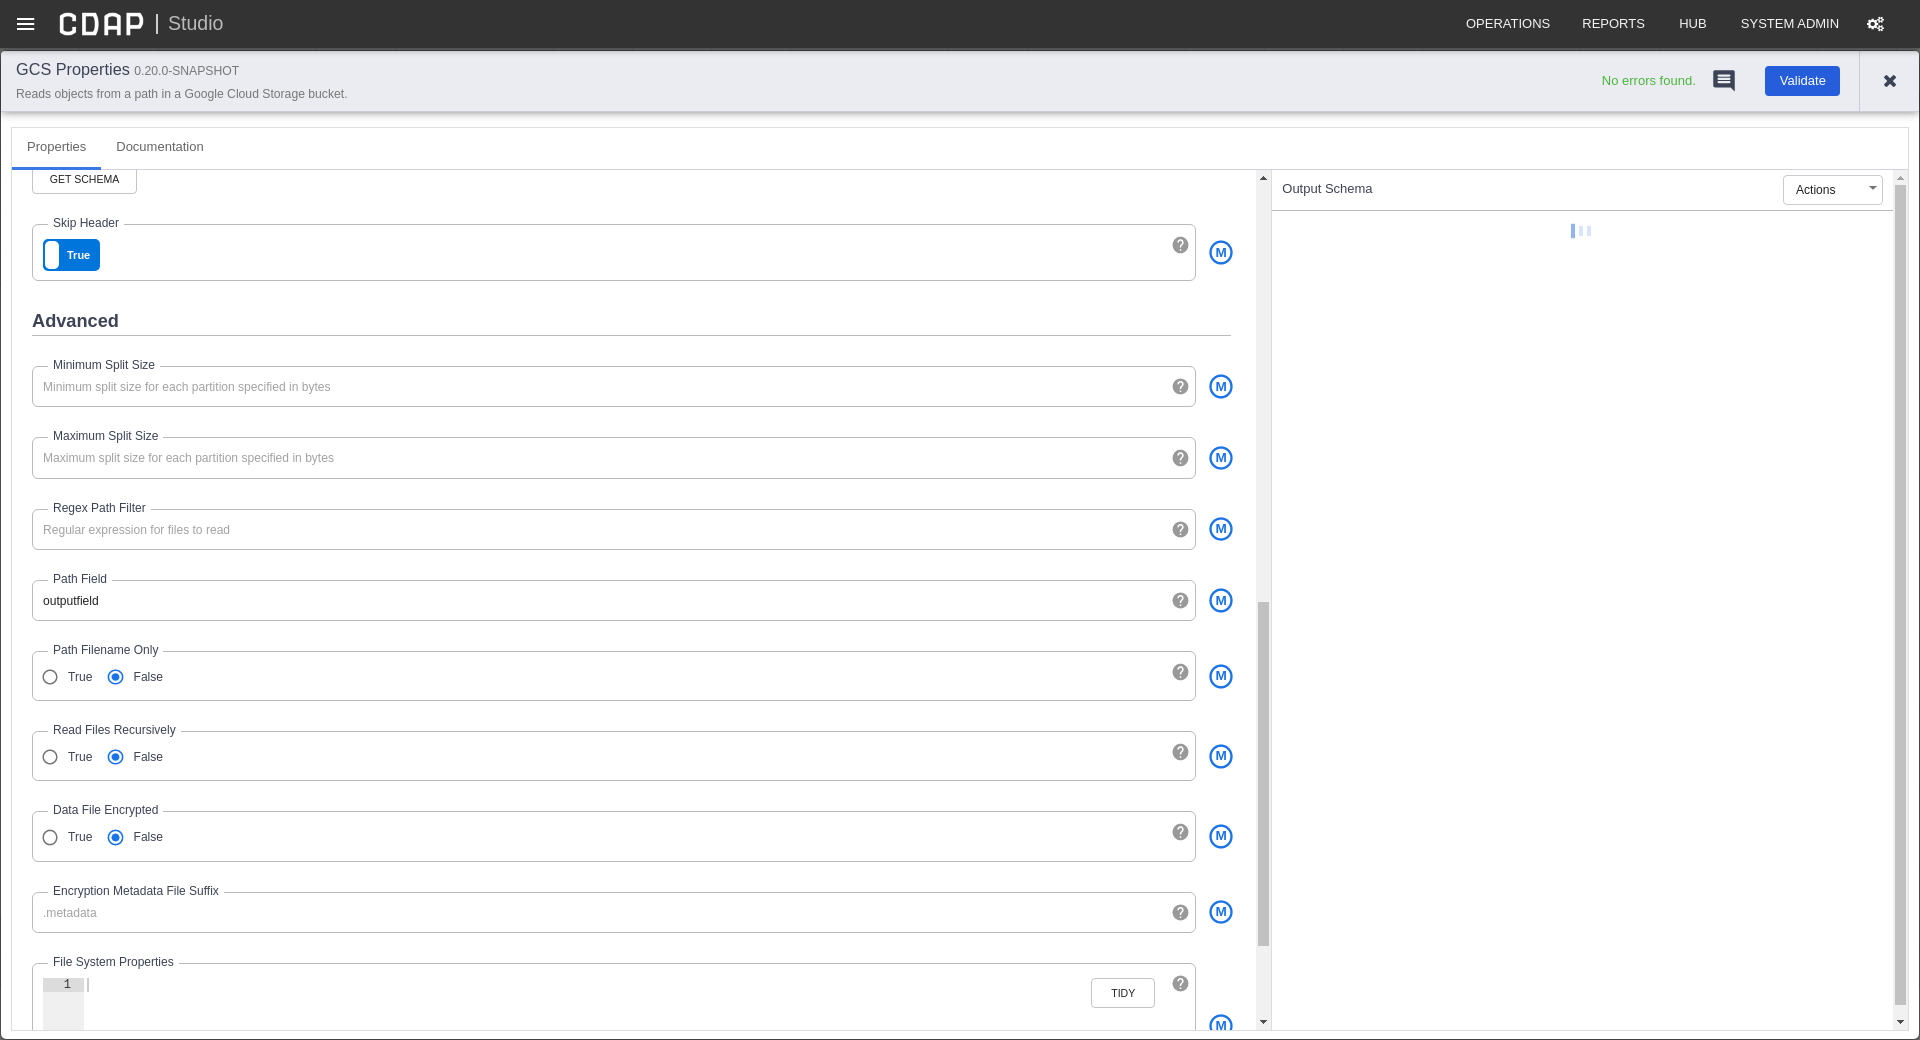 CDAP | Studio
OPERATIONS REPORTS HUB SYSTEM ADMIN
GCS Properties 0.20.0-SNAPSHOT
Reads objects from a path in a Google Cloud Storage bucket.
No errors found.
Validate
Properties Documentation
GET SCHEMA
Output Schema
Actions
Skip Header
True
M
Advanced
Minimum Split Size
Minimum split size for each partition specified in bytes
M
Maximum Split Size
Maximum split size for each partition specified in bytes
M
Regex Path Filter
Regular expression for files to read
M
Path Field
outputfield
M
Path Filename Only
True False
M
Read Files Recursively
True False
M
Data File Encrypted
True False
M
Encryption Metadata File Suffix
.metadata
M
File System Properties
1
TIDY
M